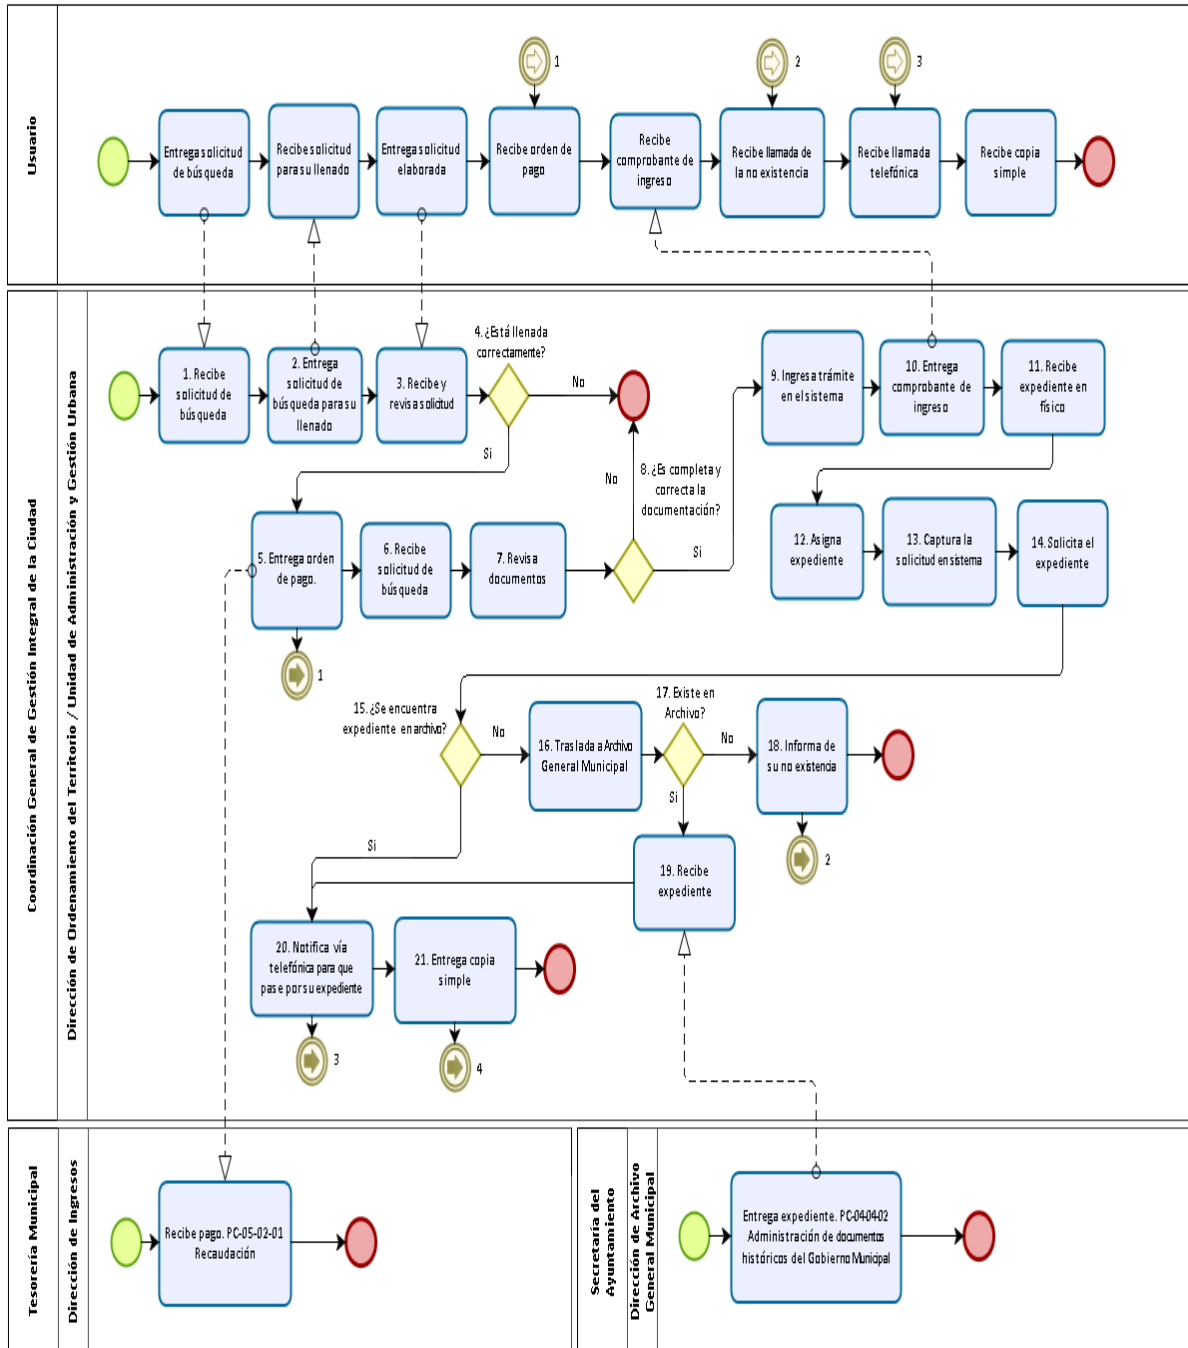 Usuario
1
2
3
Entrega solicitud
de búsqueda
Recibe solicitud
para su llenado
Entrega solicitud
elaborada
Recibe orden de
pago
Recibe
comprobante de
ingreso
Recibe llamada de
la no existencia
Recibe llamada
telefónica
Recibe copia
simple
Coordinación General de Gestión Integral de la Ciudad
Dirección de Ordenamiento del Territorio / Unidad de Administración y Gestión Urbana
1. Recibe
solicitud de
búsqueda
2. Entrega
solicitud de
búsqueda para su
llenado
3. Recibe y
revisa solicitud
4. ¿Está llenada
correctamente?
No
Si
9. Ingresa trámite
en el sistema
10. Entrega
comprobante de
ingreso
11. Recibe
expediente en
físico
5. Entrega orden
de pago.
6. Recibe
solicitud de
búsqueda
7. Revisa
documentos
No
8. ¿Es completa y
correcta la
documentación?
Si
12. Asigna
expediente
13. Captura la
solicitud en sistema
14. Solicita el
expediente
1
15. ¿Se encuentra
expediente en archivo?
No
16. Traslada a Archivo
General Municipal
17. Existe en
Archivo?
No
18. Informa de
su no existencia
Si
Si
2
19. Recibe
expediente
20. Notifica vía
telefónica para que
pase por su expediente
21. Entrega copia
simple
3
4
Tesorería Municipal
Dirección de Ingresos
Recibe pago. PC-05-02-01
Recaudación
Secretaría del
Ayuntamiento
Dirección de Archivo
General Municipal
Entrega expediente. PC-04-04-02
Administración de documentos
históricos del Gobierno Municipal